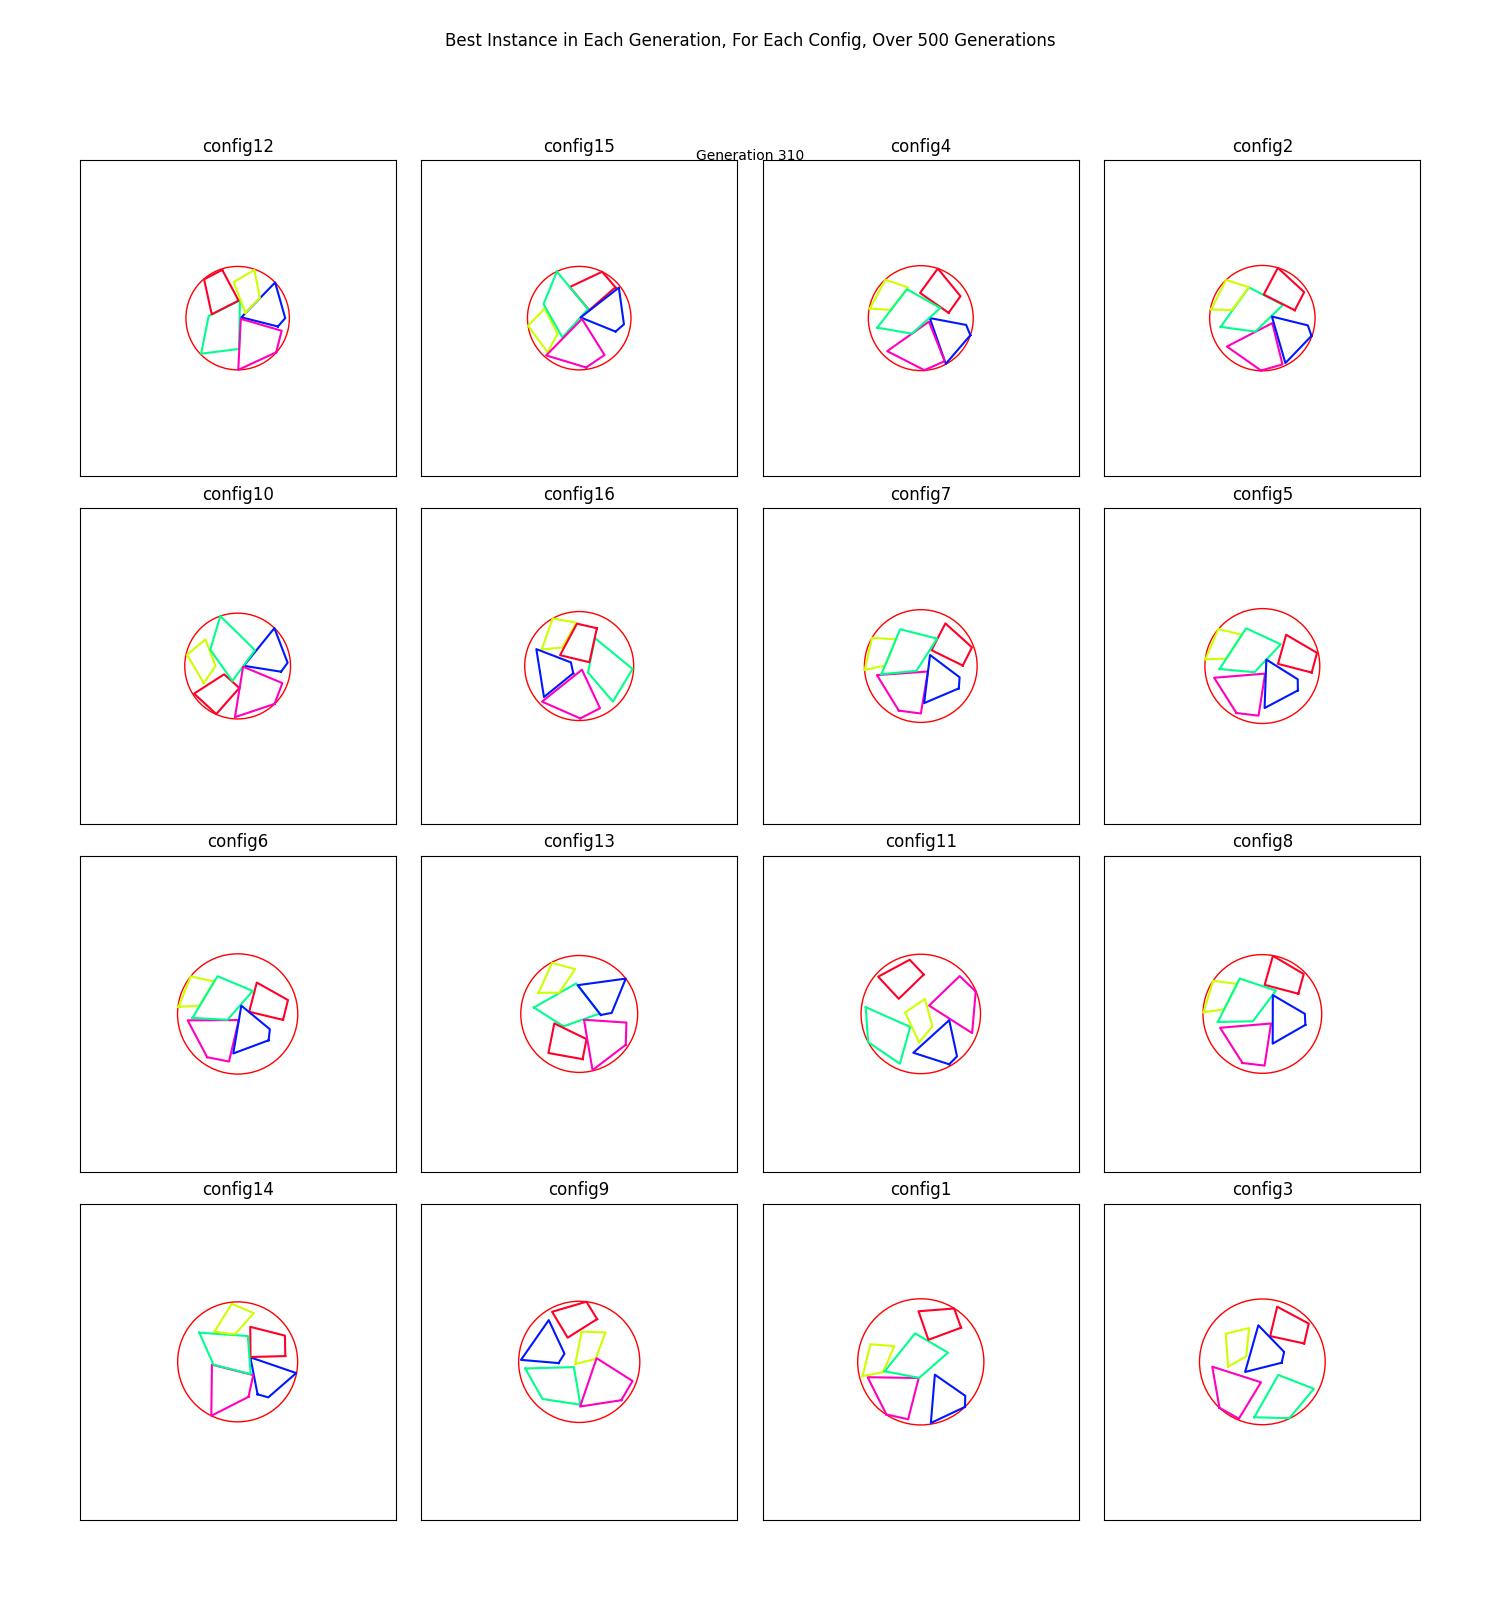 Best Instance in Each Generation, For Each Config, Over 500 Generations
Generation 310
config12
config15
config4
config2
config10
config16
config7
config5
config6
config13
config11
config8
config14
config9
config1
config3